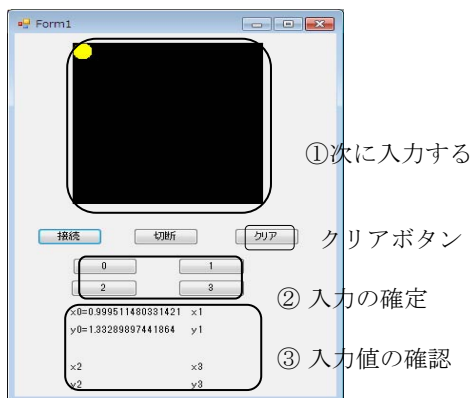 Form1
①次に入力する
接続 切断 クリア クリアボタン
0 1
2 3
② 入力の確定
x0=0.999511480331421 x1
y0=1.33289897441864 y1
③ 入力値の確認
x2 x3
y2 y3